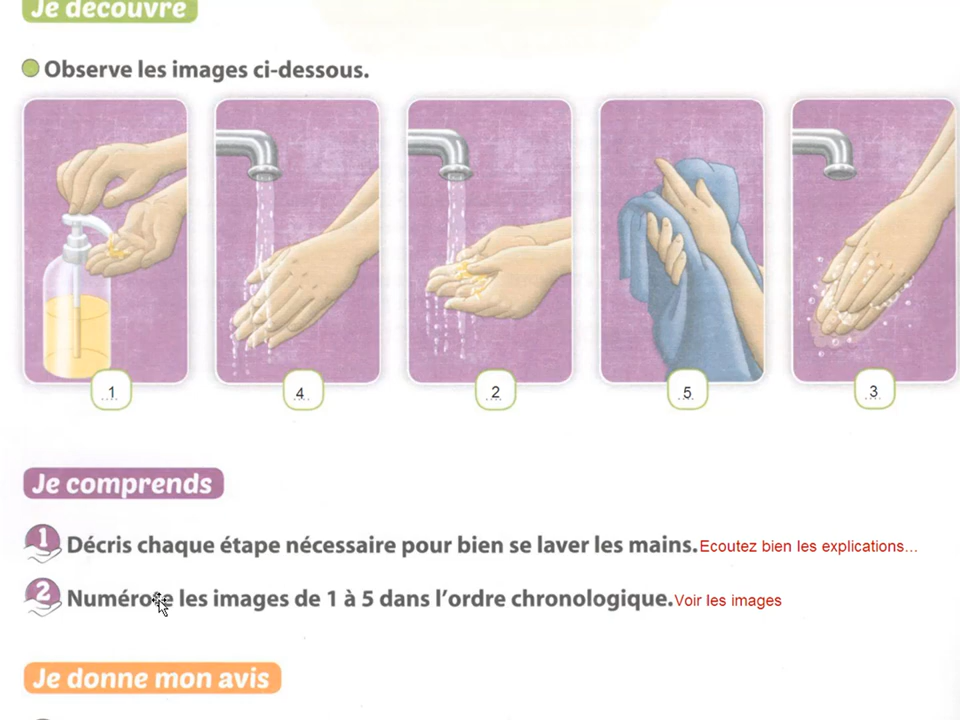 Je découvre
Observe les images ci-dessous.
1 4 2 5 3
Je comprends
1 Décris chaque étape nécessaire pour bien se laver les mains. Ecoutez bien les explications...
2 Numérote les images de 1 à 5 dans l'ordre chronologique. Voir les images
Je donne mon avis